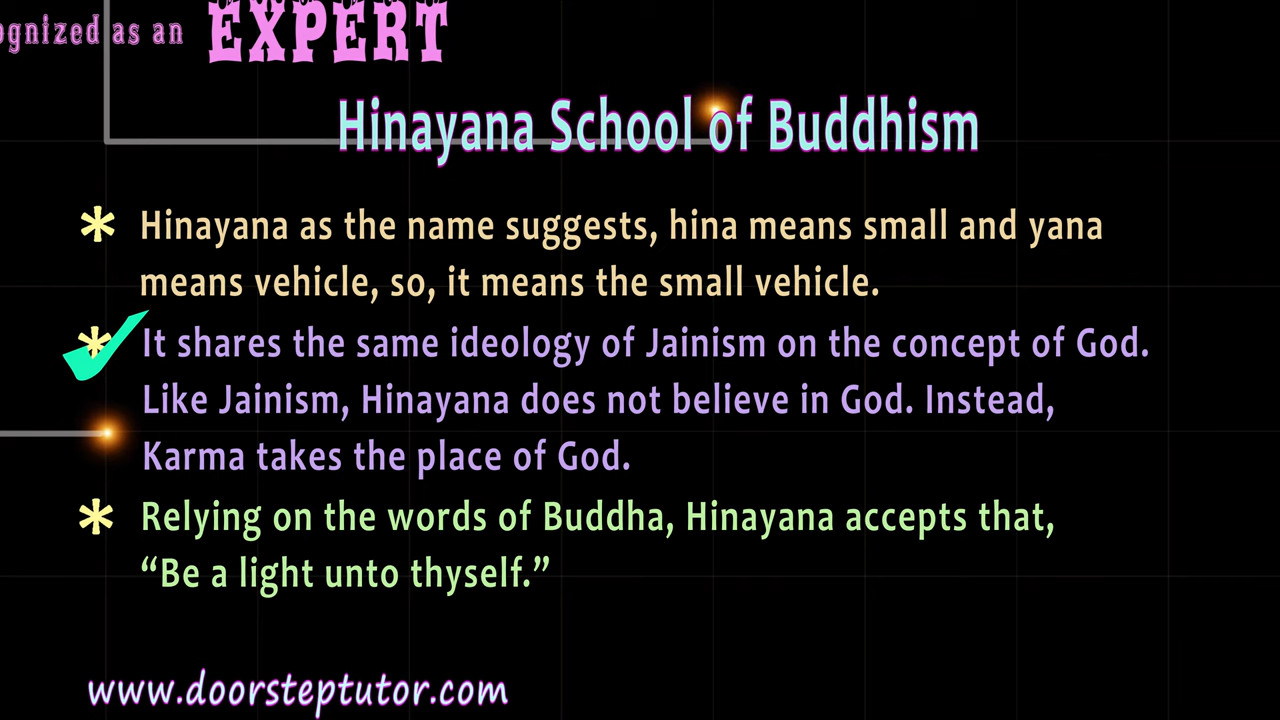 as an EXPERT
Hinayana School of Buddhism
* Hinayana as the name suggests, hina means small and yana
means vehicle, so, it means the small vehicle.
* It shares the same ideology of Jainism on the concept of God.
Like Jainism, Hinayana does not believe in God. Instead,
Karma takes the place of God.
* Relying on the words of Buddha, Hinayana accepts that,
“Be a light unto thyself.”
www.doorsteptutor.com